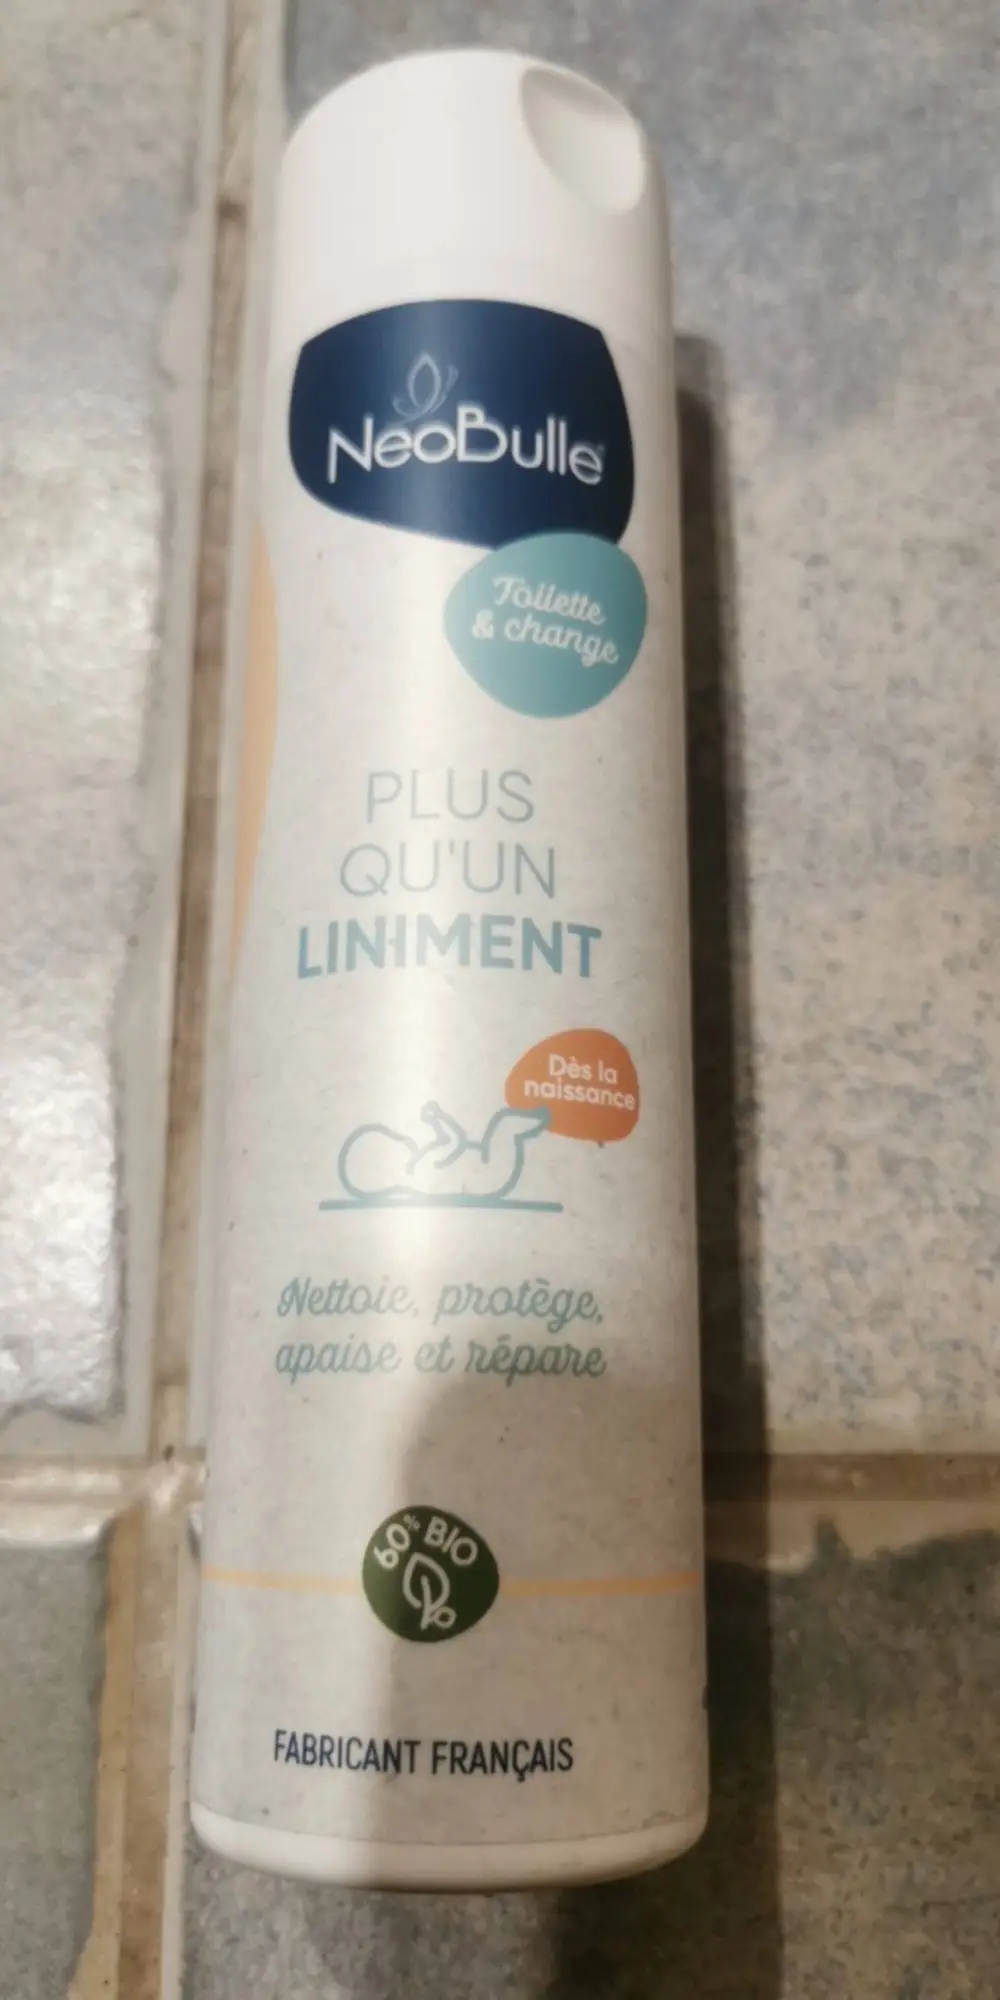 NeoBulle
Toilette
& change
PLUS
QU'UN
LINIMENT
Dès la
naissance
Nettoie, protège,
apaise et répare
60% BIO
FABRICANT FRANÇAIS